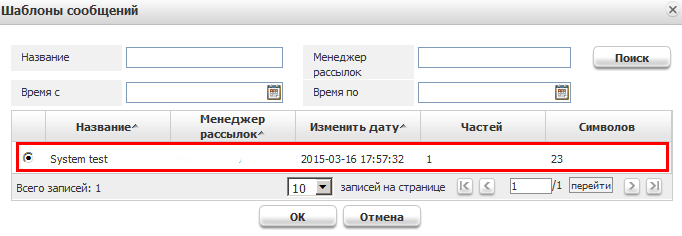 Шаблоны сообщений
Название
Менеджер рассылок
Поиск
Время с
Время по
Название Менеджер рассылок Изменить дату Частей Символов
System test 2015-03-16 17:57:32 1 23
Всего записей: 1 10 записей на странице 1 /1 перейти
OK Отмена